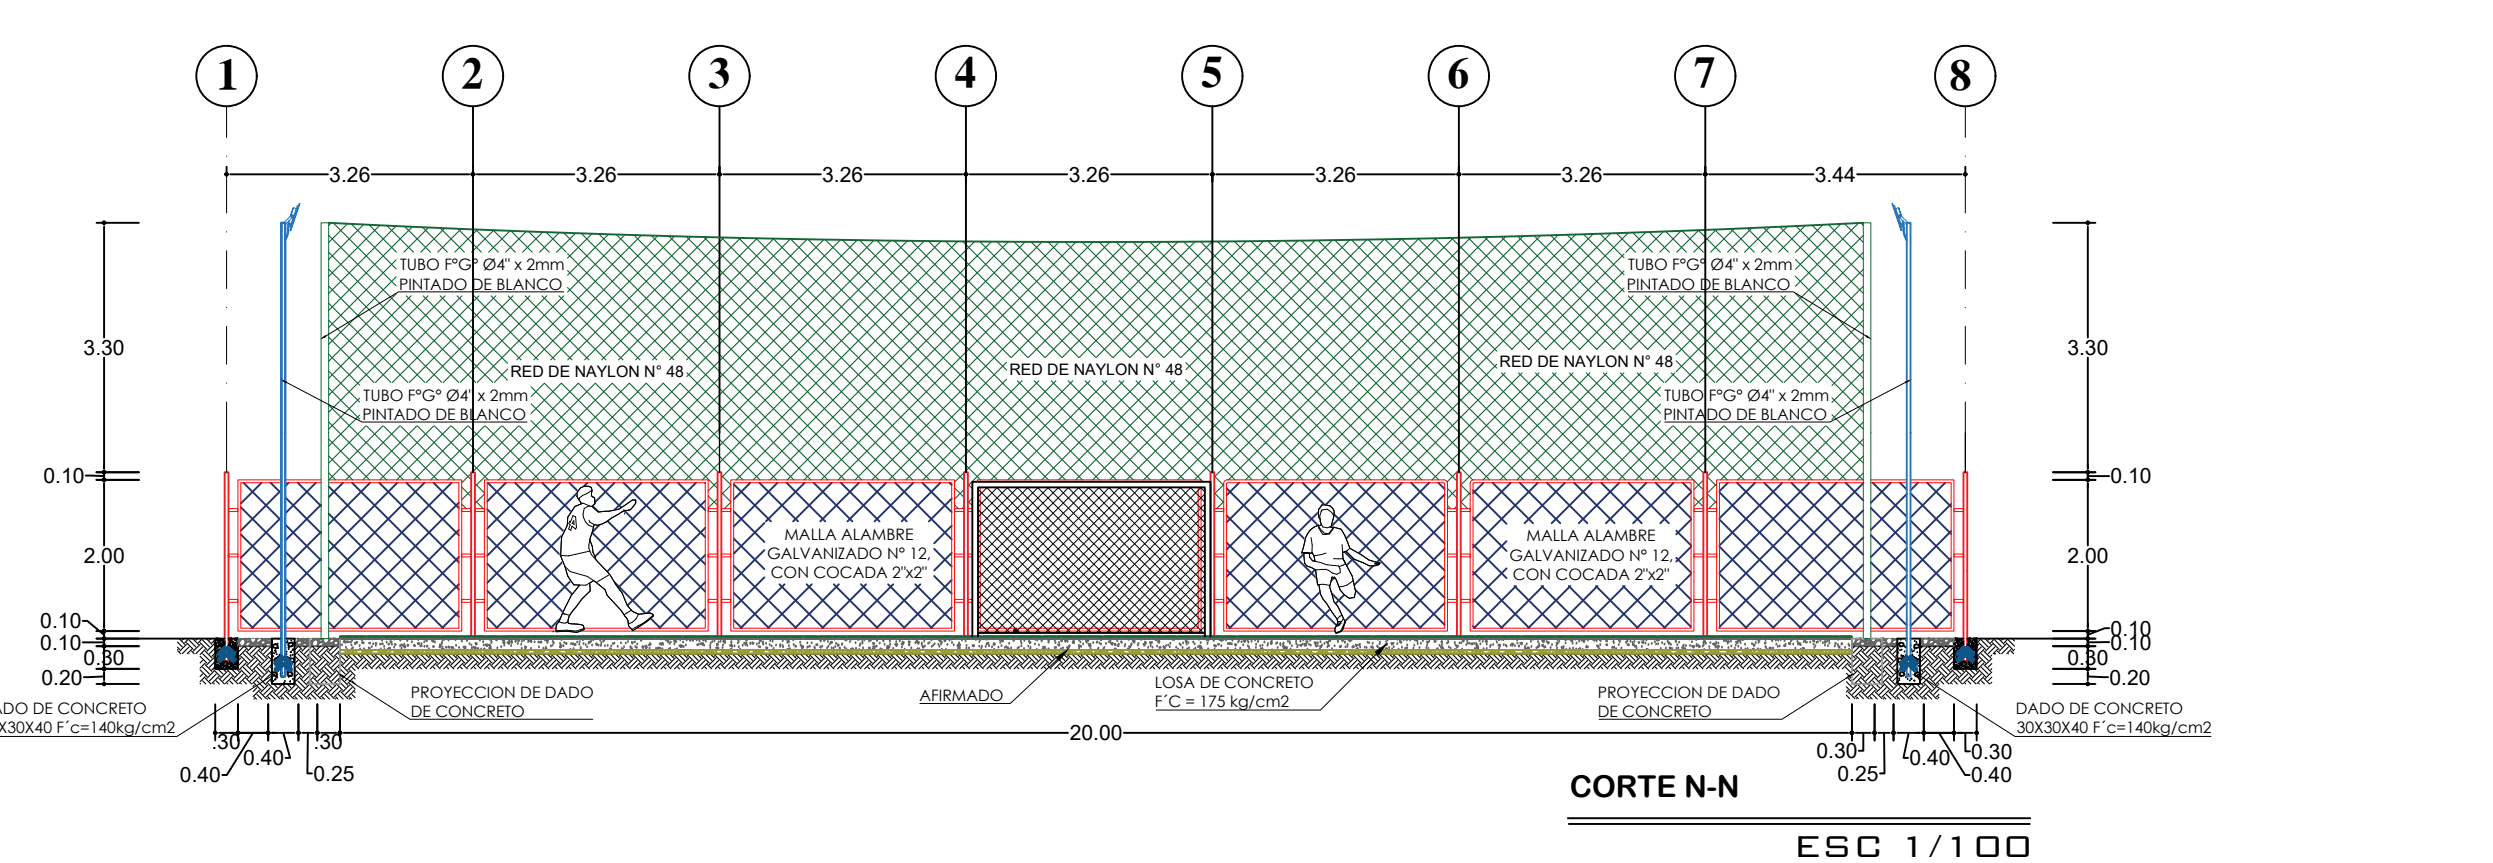 1 2 3 4 5 6 7 8
3.26 3.26 3.26 3.26 3.26 3.26 3.44
TUBO F°G° Ø4" x 2mm
PINTADO DE BLANCO
TUBO F°G° Ø4" x 2mm
PINTADO DE BLANCO
3.30
3.30
RED DE NAYLON N° 48
RED DE NAYLON N° 48
RED DE NAYLON N° 48
TUBO F°G° Ø4" x 2mm
PINTADO DE BLANCO
TUBO F°G° Ø4" x 2mm
PINTADO DE BLANCO
0.10
0.10
MALLA ALAMBRE
GALVANIZADO N° 12,
CON COCADA 2"x2"
MALLA ALAMBRE
GALVANIZADO N° 12,
CON COCADA 2"x2"
2.00
2.00
0.10
0.10
0.30
0.20
0.10
0.10
0.30
0.20
PROYECCION DE DADO
DE CONCRETO
AFIRMADO
LOSA DE CONCRETO
F´C = 175 kg/cm2
PROYECCION DE DADO
DE CONCRETO
ADO DE CONCRETO
X30X40 F´c=140kg/cm2
DADO DE CONCRETO
30X30X40 F´c=140kg/cm2
.30 0.40 0.40 0.25 .30
20.00
0.30 0.25 0.40 0.40 0.30
CORTE N-N
ESC 1/100